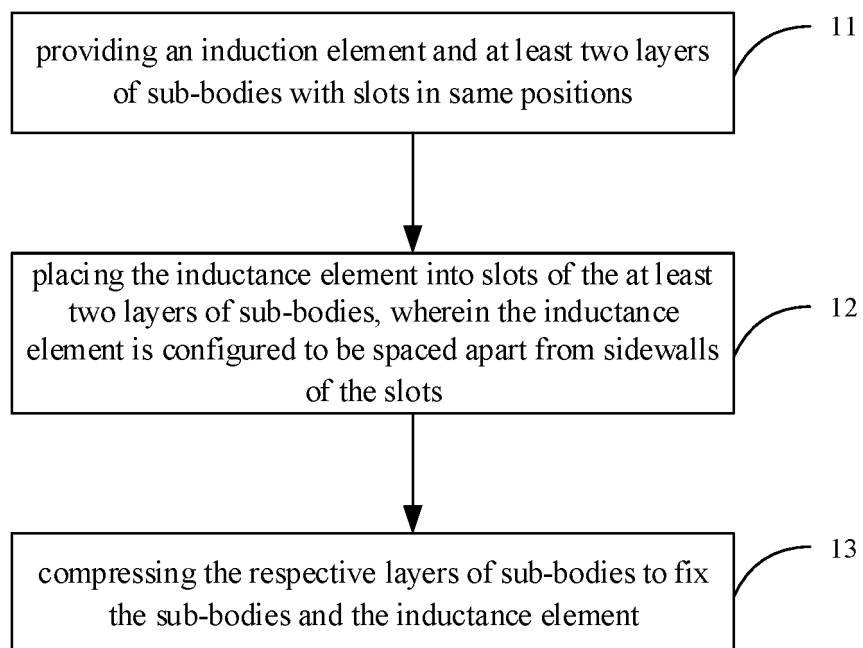 providing an induction element and at least two layers
of sub-bodies with slots in same positions
11
placing the inductance element into slots of the at least
two layers of sub-bodies, wherein the inductance
element is configured to be spaced apart from sidewalls
of the slots
12
compressing the respective layers of sub-bodies to fix
the sub-bodies and the inductance element
13